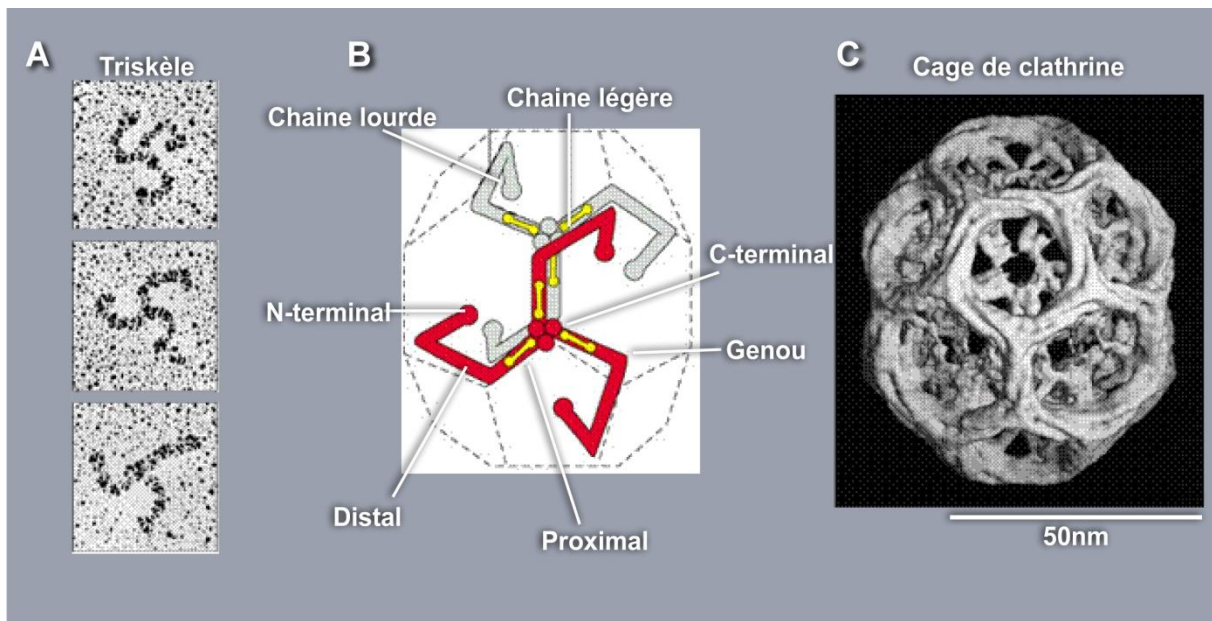 A
Triskèle
B
Chaine lourde
Chaine légère
C-terminal
N-terminal
Genou
Distal
Proximal
C
Cage de clathrine
50nm